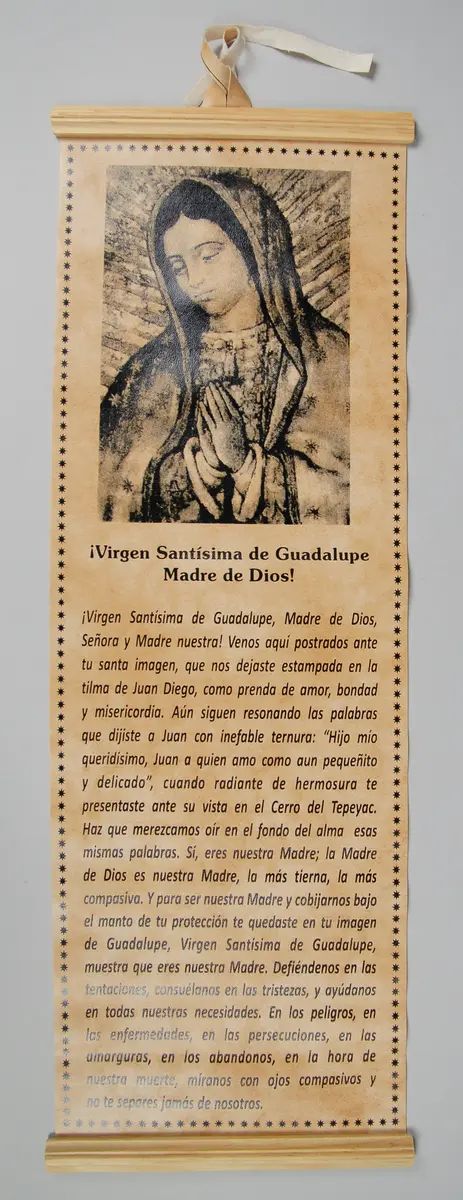 ¡Virgen Santísima de Guadalupe
Madre de Dios!
¡Virgen Santísima de Guadalupe, Madre de Dios,
Señora y Madre nuestra! Venos aquí postrados ante
tu santa imagen, que nos dejaste estampada en la
tilma de Juan Diego, como prenda de amor, bondad
y misericordia. Aún siguen resonando las palabras
que dijiste a Juan con inefable ternura: “Hijo mío
queridisimo, Juan a quien amo como aun pequeñito
y delicado”, cuando radiante de hermosura te
presentaste ante su vista en el Cerro del Tepeyac.
Haz que merezcamos oír en el fondo del alma esas
mismas palabras. Sí, eres nuestra Madre; la Madre
de Dios es nuestra Madre, la más tierna, la más
compasiva. Y para ser nuestra Madre y cobijarnos bajo
el manto de tu protección te quedaste en tu imagen
de Guadalupe, Virgen Santísima de Guadalupe,
muestra que eres nuestra Madre. Defiéndenos en las
tentaciones, consuélanos en las tristezas, y ayúdanos
en todas nuestras necesidades. En los peligros, en
las enfermedades, en las persecuciones, en las
amarguras, en los abandonos, en la hora de
nuestra muerte, míranos con ojos compasivos y
no te separes jamás de nosotros.